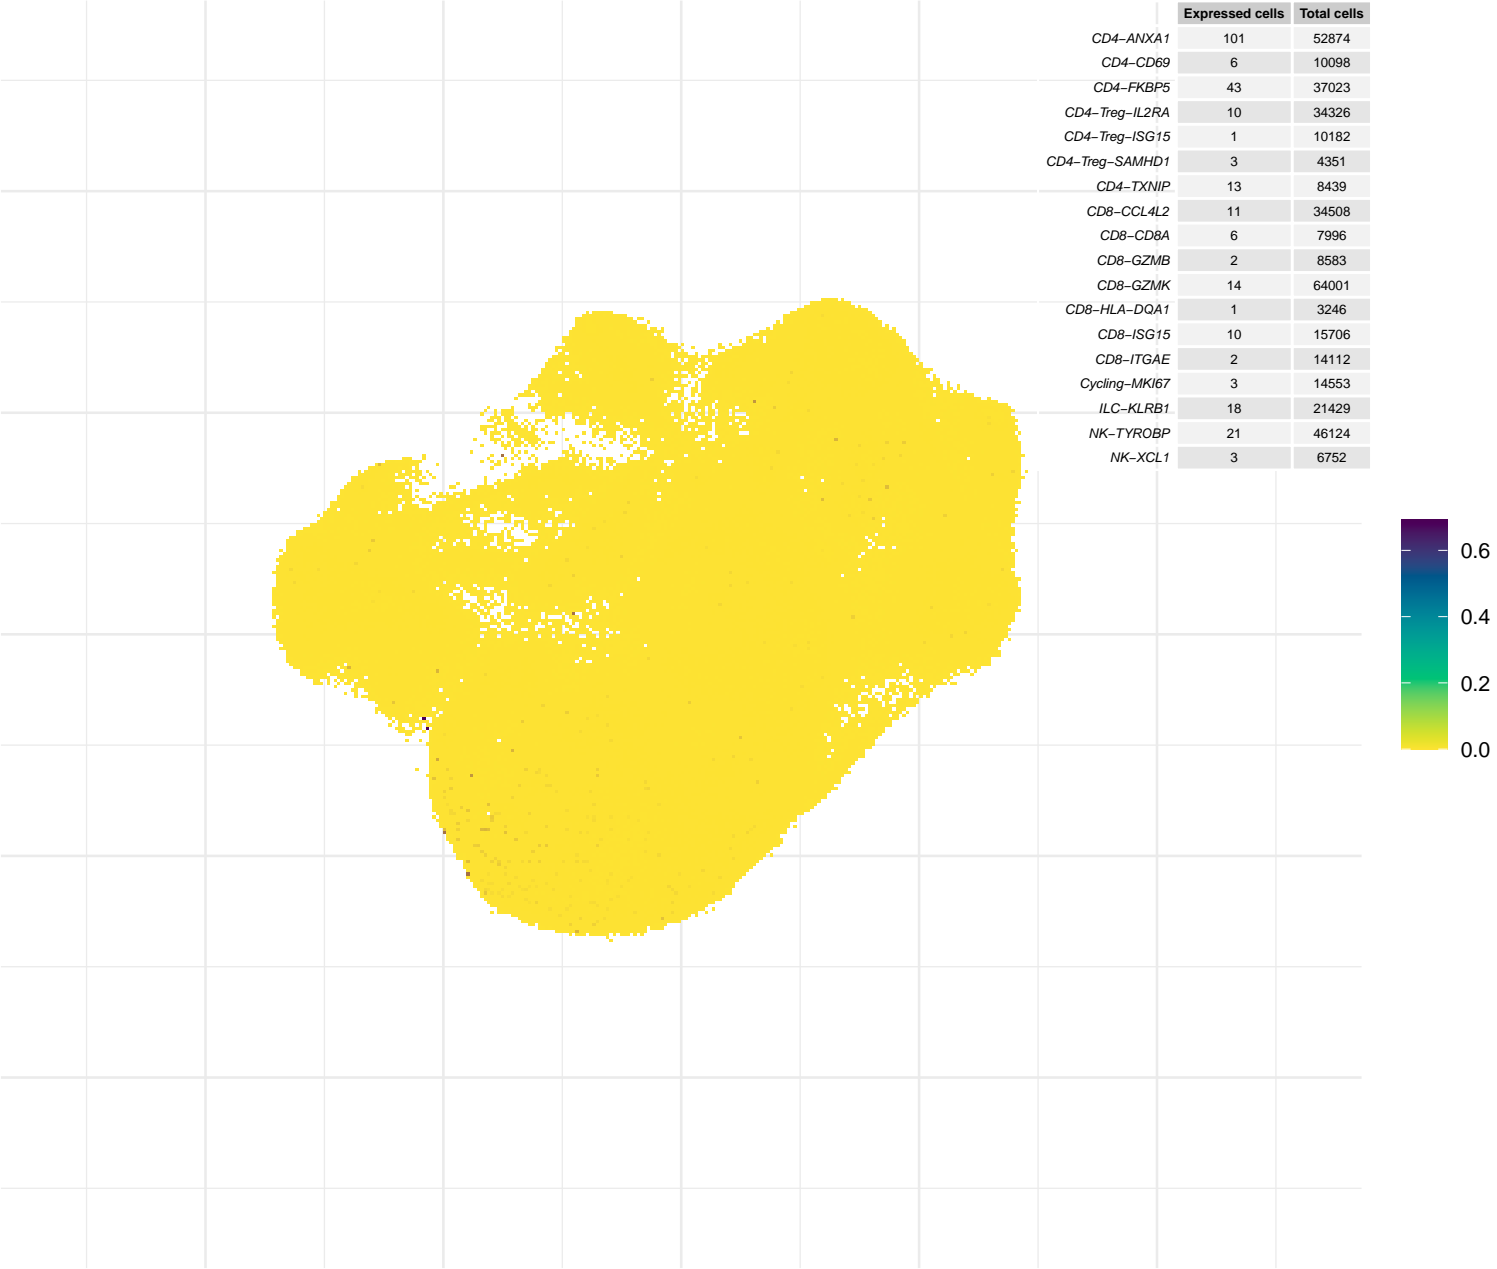 Expressed cells Total cells
CD4−ANXA1 101 52874
CD4−CD69 6 10098
CD4−FKBP5 43 37023
CD4−Treg−IL2RA 10 34326
CD4−Treg−ISG15 1 10182
CD4−Treg−SAMHD1 3 4351
CD4−TXNIP 13 8439
CD8−CCL4L2 11 34508
CD8−CD8A 6 7996
CD8−GZMB 2 8583
CD8−GZMK 14 64001
CD8−HLA−DQA1 1 3246
CD8−ISG15 10 15706
CD8−ITGAE 2 14112
Cycling−MKI67 3 14553
ILC−KLRB1 18 21429
NK−TYROBP 21 46124
NK−XCL1 3 6752
0.6
0.4
0.2
0.0